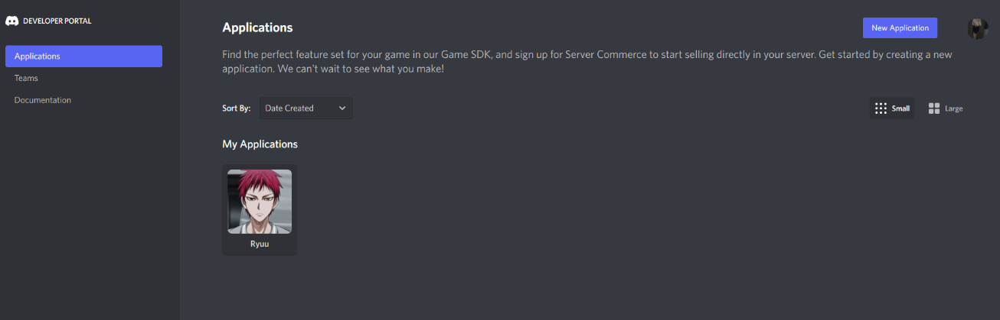 DEVELOPER PORTAL
Applications
Teams
Documentation
Applications
New Application
Find the perfect feature set for your game in our Game SDK, and sign up for Server Commerce to start selling directly in your server. Get started by creating a new
application. We can't wait to see what you make!
Sort By:
Date Created
Small
Large
My Applications
Ryuu